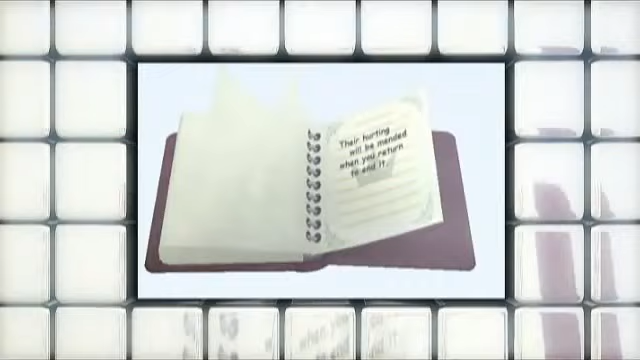 Their hurting
will be mended
when you return
to end it.